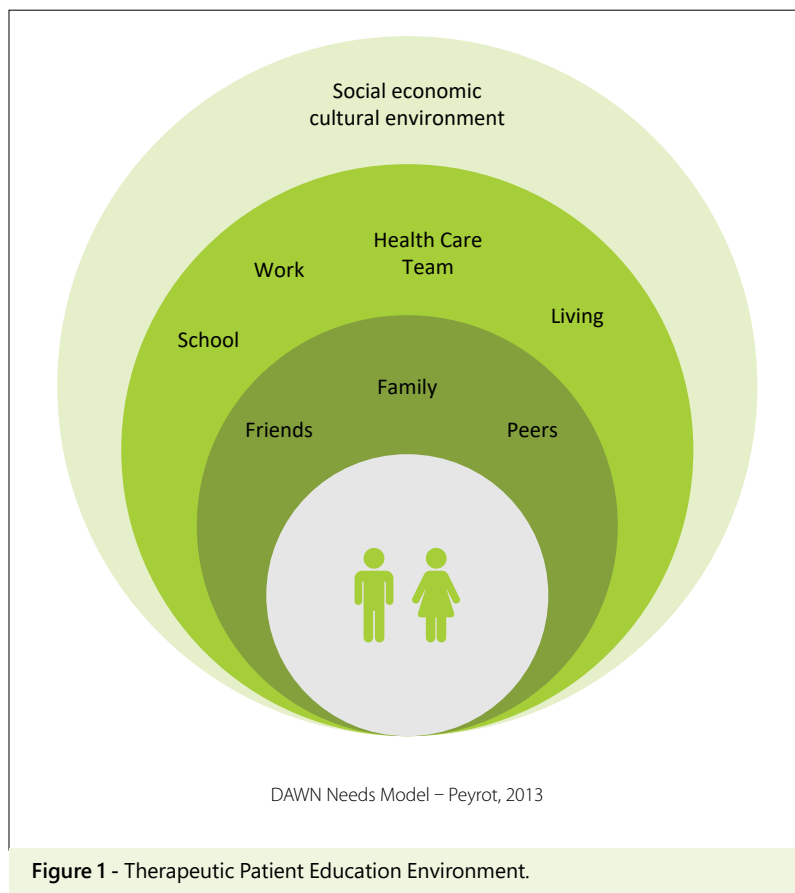 Social economic
cultural environment
Health Care
Team
Work
Living
School
Family
Friends
Peers
DAWN Needs Model – Peyrot, 2013
Figure 1 - Therapeutic Patient Education Environment.